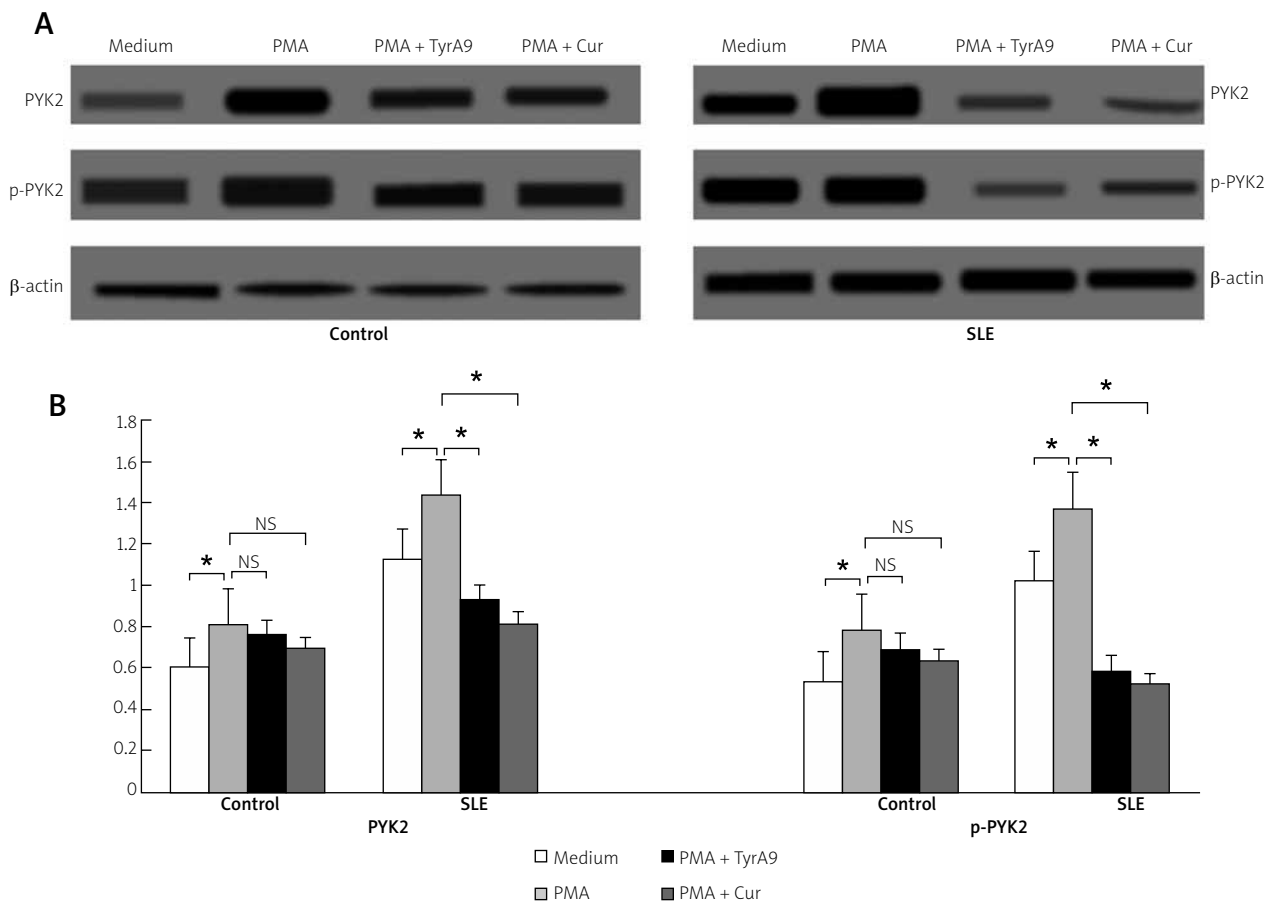 A
Medium PMA PMA + TyrA9 PMA + Cur
PYK2
p-PYK2
β-actin
Control
Medium PMA PMA + TyrA9 PMA + Cur
PYK2
p-PYK2
β-actin
SLE
B
1.8
1.6
1.4
1.2
1
0.8
0.6
0.4
0.2
0
* NS NS
* * *
* NS NS
* * *
Control SLE Control SLE
PYK2 p-PYK2
Medium PMA + TyrA9
PMA PMA + Cur